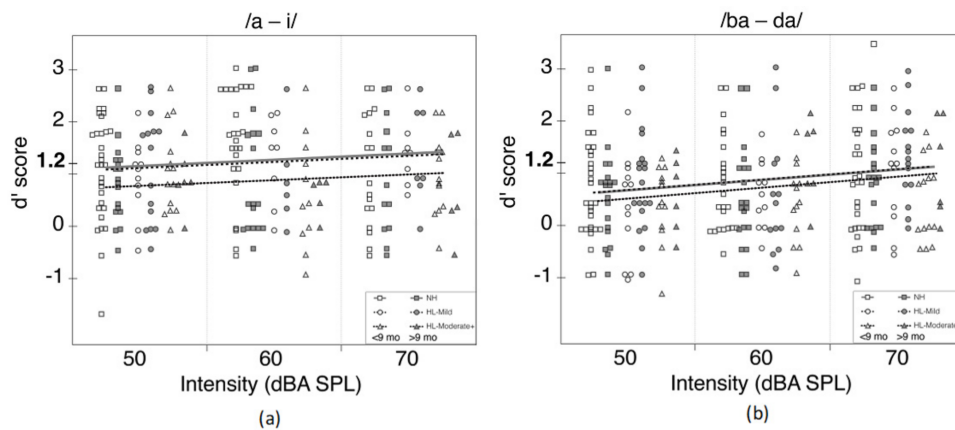 /a – i/
d' score
3
2
1.2
0
-1
NH
HL-Mild
HL-Moderate+
<9 mo >9 mo
50 60 70
Intensity (dBA SPL)
(a)
/ba – da/
d' score
3
2
1.2
0
-1
NH
HL-Mild
HL-Moderate
<9 mo >9 mo
50 60 70
Intensity (dBA SPL)
(b)